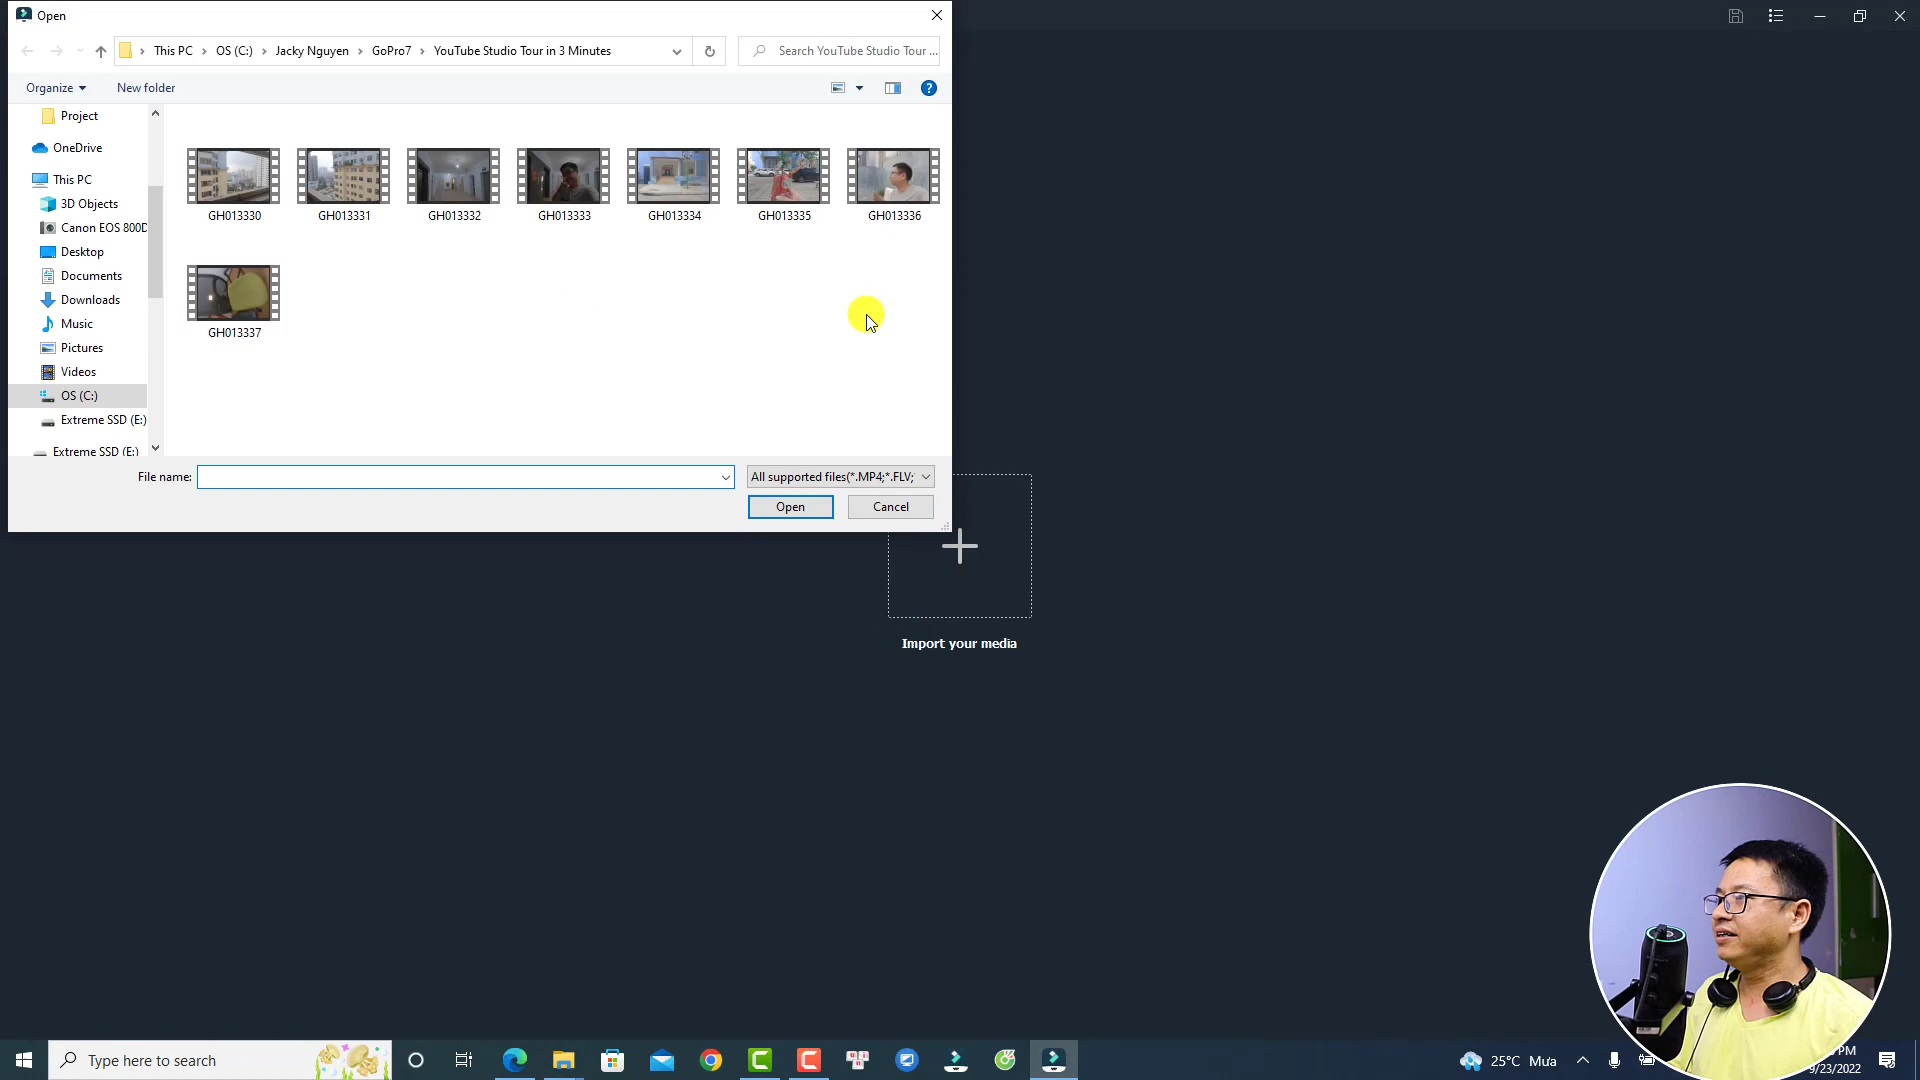 Open
This PC > OS (C:) > Jacky Nguyen > GoPro7 > YouTube Studio Tour in 3 Minutes
Search YouTube Studio Tour ...
Organize
New folder
Project
OneDrive
This PC
3D Objects
Canon EOS 800D
Desktop
Documents
Downloads
Music
Pictures
Videos
OS (C:)
Extreme SSD (E:)
Extreme SSD (E:)
GH013330
GH013331
GH013332
GH013333
GH013334
GH013335
GH013336
GH013337
File name:
All supported files(*.MP4;*.FLV;
Open
Cancel
Import your media
Type here to search
25°C Mưa
PM
9/23/2022